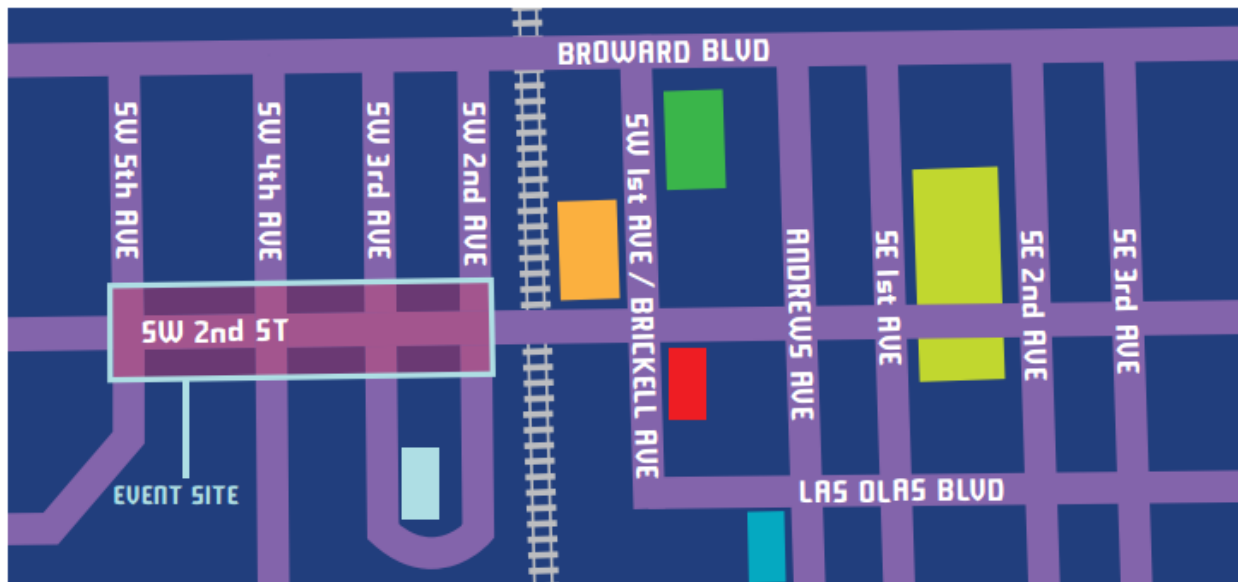 BROWARD BLVD
SW 5th AVE
SW 4th AVE
SW 3rd AVE
SW 2nd AVE
SW 1st AVE / BRICKELL AVE
ANDREWS AVE
SE 1st AVE
SE 2nd AVE
SE 3rd AVE
SW 2nd ST
EVENT SITE
LAS OLAS BLVD